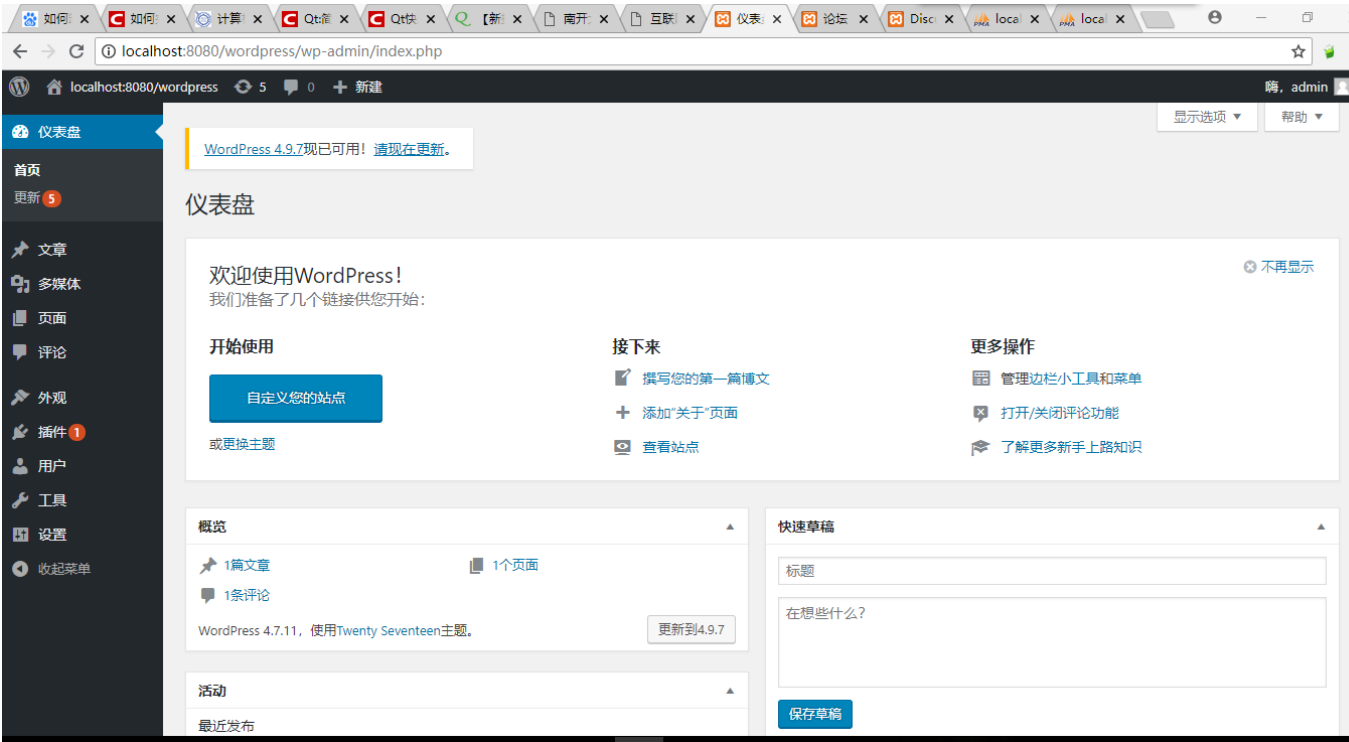 如何 如何 计算 Qt:能 Qt快 【新 南开 互联 仪表 论坛 Disc local local
localhost:8080/wordpress/wp-admin/index.php
localhost:8080/wordpress 5 0 新建 嗨，admin
显示选项 帮助
仪表盘
首页
更新 5
文章
多媒体
页面
评论
外观
插件 1
用户
工具
设置
收起菜单
WordPress 4.9.7现已可用！请现在更新。
仪表盘
欢迎使用WordPress！
不再显示
我们准备了几个链接供您开始：
开始使用
自定义您的站点
或更换主题
接下来
撰写您的第一篇博文
添加“关于”页面
查看站点
更多操作
管理边栏小工具和菜单
打开/关闭评论功能
了解更多新手上路知识
概览
1篇文章 1个页面
1条评论
WordPress 4.7.11，使用Twenty Seventeen主题。 更新到4.9.7
活动
最近发布
快速草稿
标题
在想些什么？
保存草稿